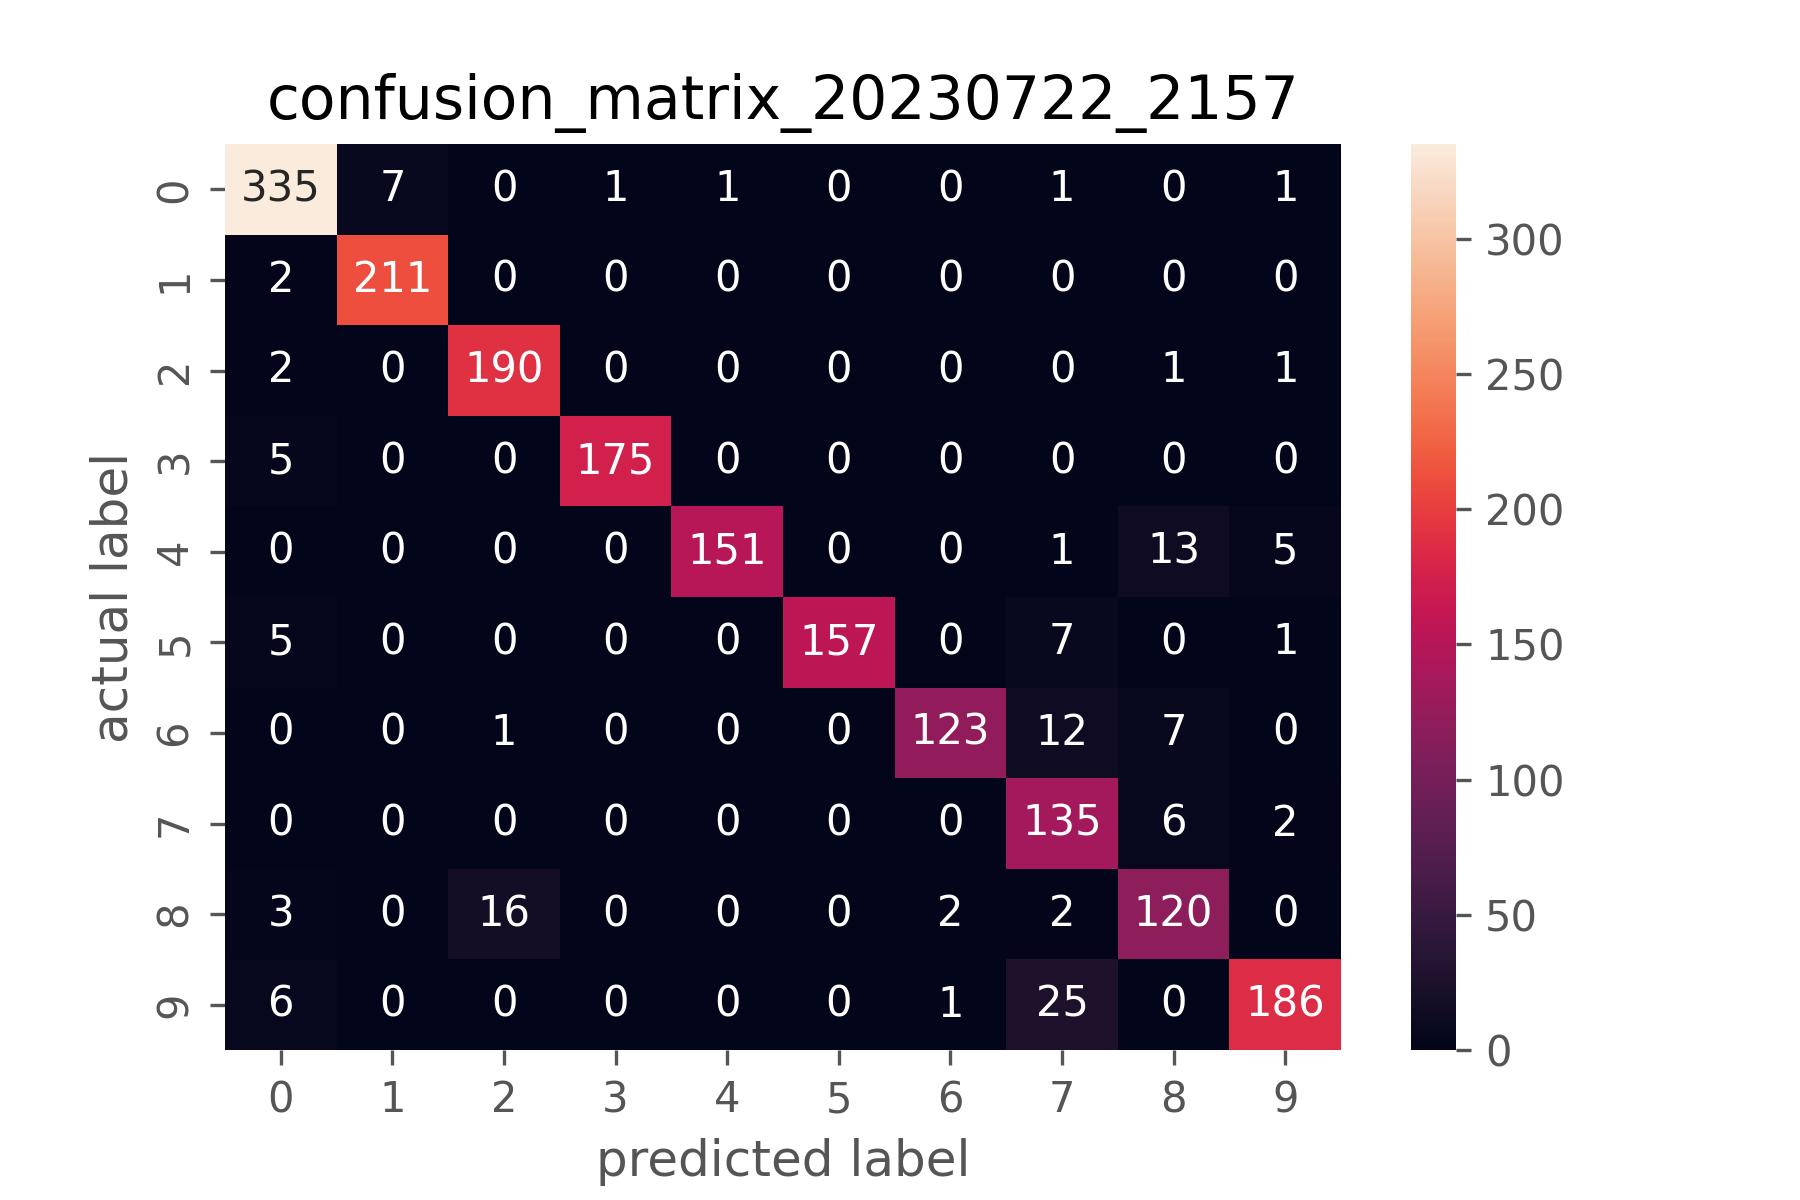 confusion_matrix_20230722_2157
0 335 7 0 1 1 0 0 1 0 1
1 2 211 0 0 0 0 0 0 0 0
2 2 0 190 0 0 0 0 0 1 1
3 5 0 0 175 0 0 0 0 0 0
4 0 0 0 0 151 0 0 1 13 5
5 5 0 0 0 0 157 0 7 0 1
6 0 0 1 0 0 0 123 12 7 0
7 0 0 0 0 0 0 0 135 6 2
8 3 0 16 0 0 0 2 2 120 0
9 6 0 0 0 0 0 1 25 0 186
0 1 2 3 4 5 6 7 8 9
predicted label
actual label
300
250
200
150
100
50
0